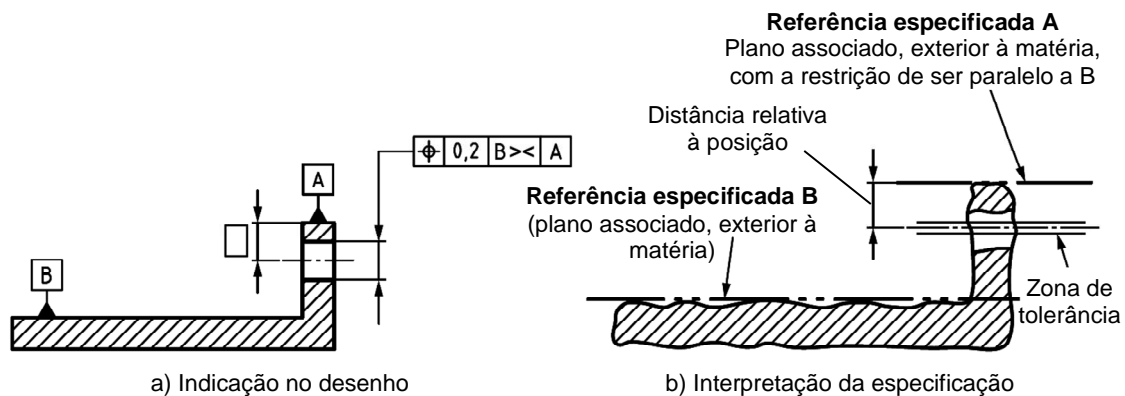 Referência especificada A
Plano associado, exterior à matéria,
com a restrição de ser paralelo a B
Distância relativa
à posição
⌖ 0,2 B>< A
A
B
Referência especificada B
(plano associado, exterior à
matéria)
Zona de
tolerância
a) Indicação no desenho
b) Interpretação da especificação